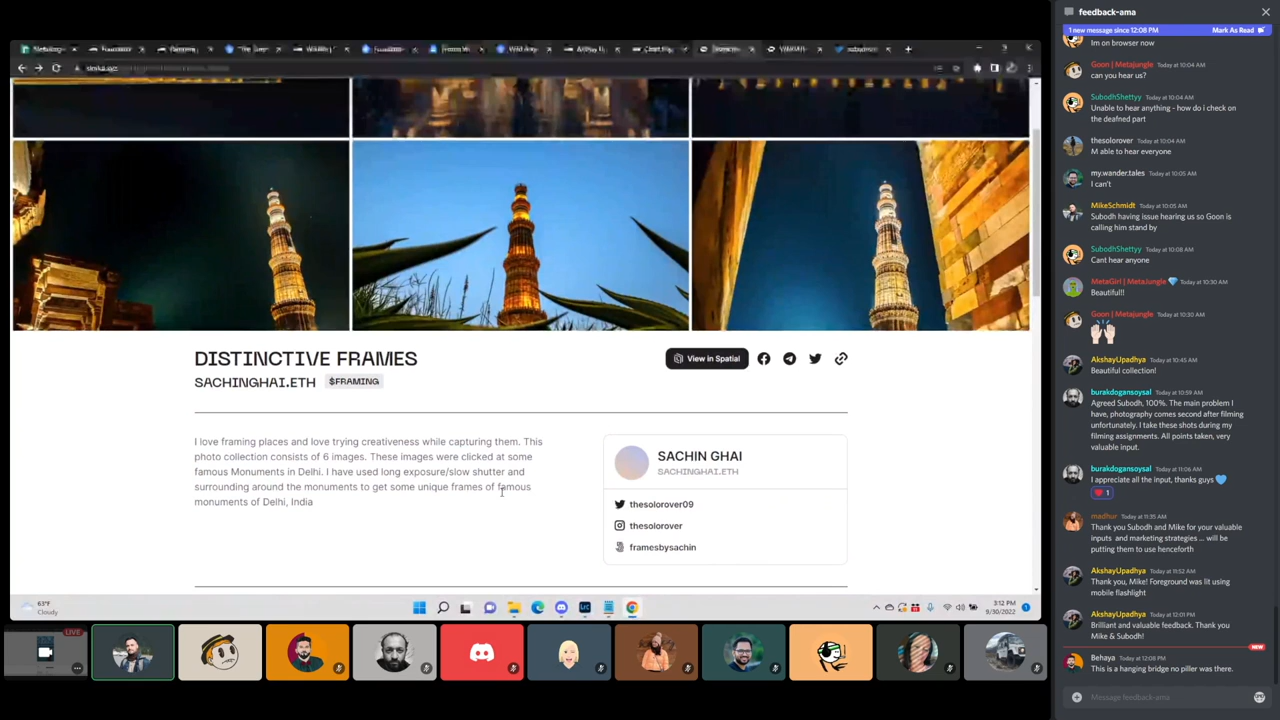 DISTINCTIVE FRAMES
SACHINGHAI.ETH $FRAMING
View in Spatial
I love framing places and love trying creativeness while capturing them. This
photo collection consists of 6 images. These images were clicked at some
famous Monuments in Delhi. I have used long exposure/slow shutter and
surrounding around the monuments to get some unique frames of famous
monuments of Delhi, India
SACHIN GHAI
SACHINGHAI.ETH
thesolorover09
thesolorover
framesbysachin
63°F
Cloudy
3:12 PM
9/30/2022
LIVE
feedback-ama
1 new message since 12:08 PM Mark As Read
Im on browser now
Goon | Metajungle Today at 10:04 AM
can you hear us?
SubodhShettyy Today at 10:04 AM
Unable to hear anything - how do i check on
the deafned part
thesolorover Today at 10:04 AM
M able to hear everyone
my.wander.tales Today at 10:05 AM
I can't
MikeSchmidt Today at 10:05 AM
Subodh having issue hearing us so Goon is
calling him stand by
SubodhShettyy Today at 10:08 AM
Cant hear anyone
MetaGirl | MetaJungle Today at 10:30 AM
Beautiful!!
Goon | Metajungle Today at 10:30 AM
AkshayUpadhya Today at 10:45 AM
Beautiful collection!
burakdogansoysal Today at 10:59 AM
Agreed Subodh, 100%. The main problem I
have, photography comes second after filming
unfortunately. I take these shots during my
filming assignments. All points taken, very
valuable input.
burakdogansoysal Today at 11:06 AM
I appreciate all the input, thanks guys
1
madhur Today at 11:35 AM
Thank you Subodh and Mike for your valuable
inputs and marketing strategies ... will be
putting them to use henceforth
AkshayUpadhya Today at 11:52 AM
Thank you, Mike! Foreground was lit using
mobile flashlight
AkshayUpadhya Today at 12:01 PM
Brilliant and valuable feedback. Thank you
Mike & Subodh!
NEW
Behaya Today at 12:08 PM
This is a hanging bridge no piller was there.
Message feedback-ama